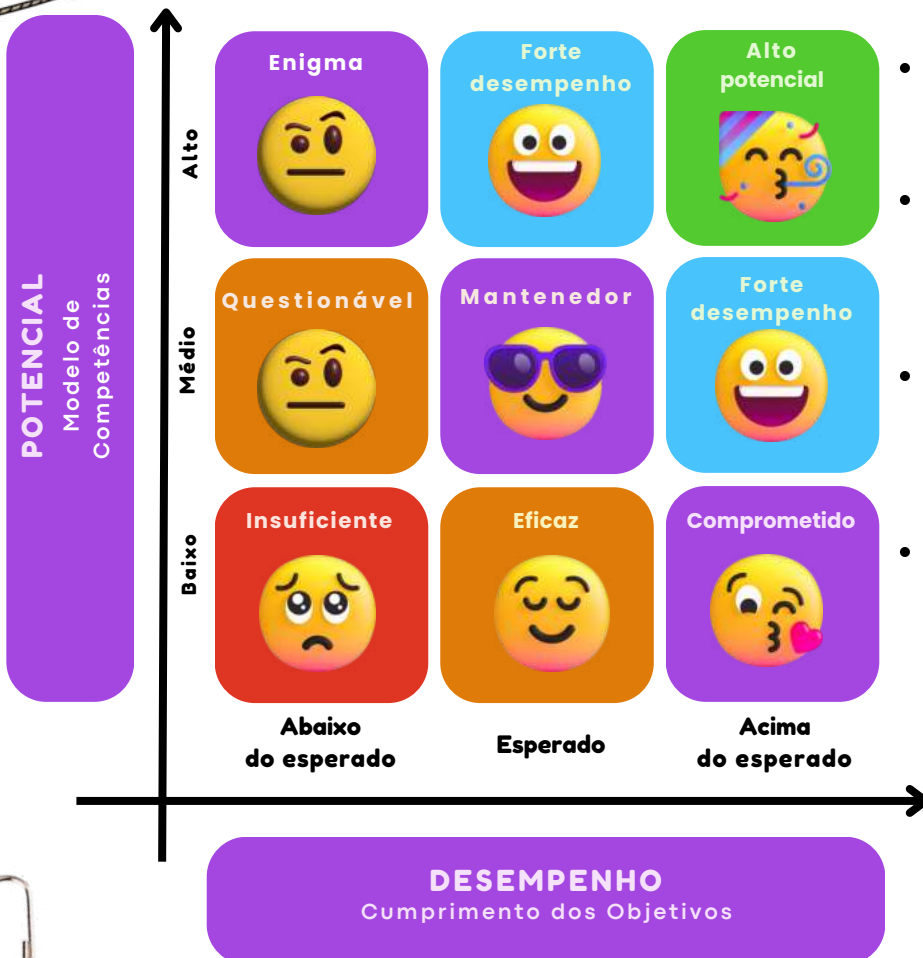 POTENCIAL
Modelo de
Competências
Alto
Médio
Baixo
Enigma
Forte
desempenho
Alto
potencial
Questionável
Mantenedor
Forte
desempenho
Insuficiente
Eficaz
Comprometido
Abaixo
do esperado
Esperado
Acima
do esperado
DESEMPENHO
Cumprimento dos Objetivos